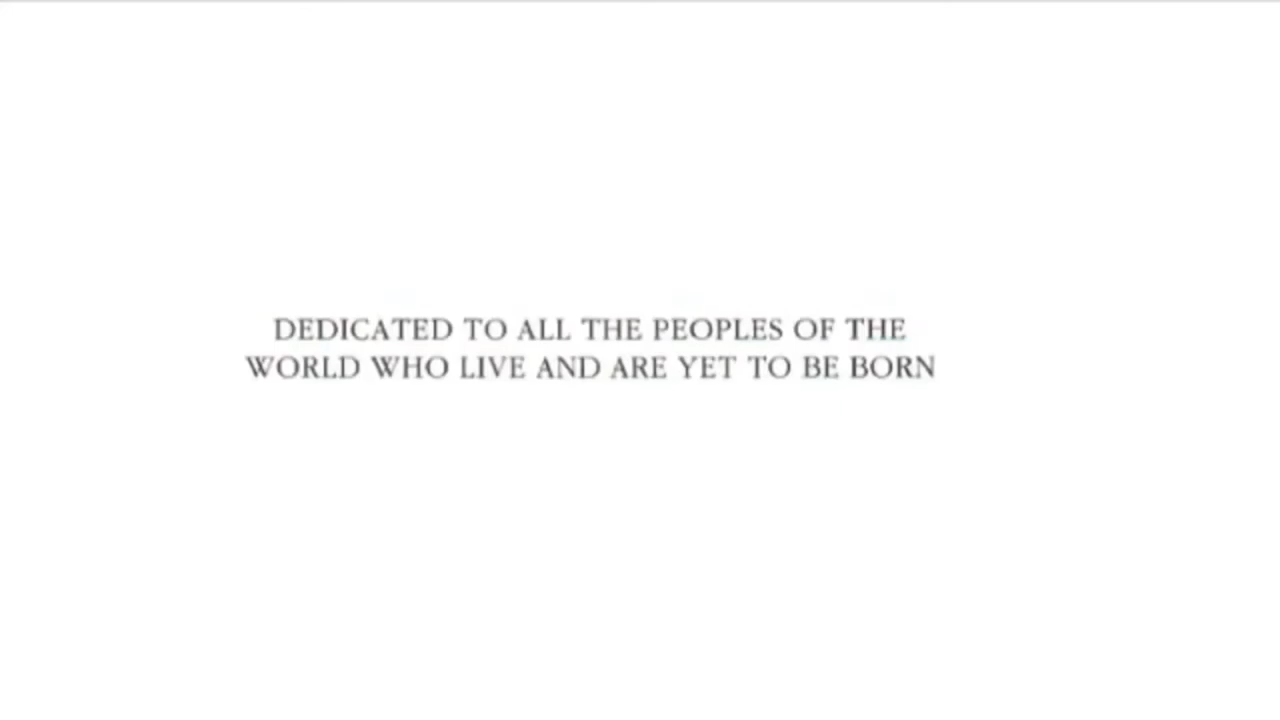 DEDICATED TO ALL THE PEOPLES OF THE
WORLD WHO LIVE AND ARE YET TO BE BORN